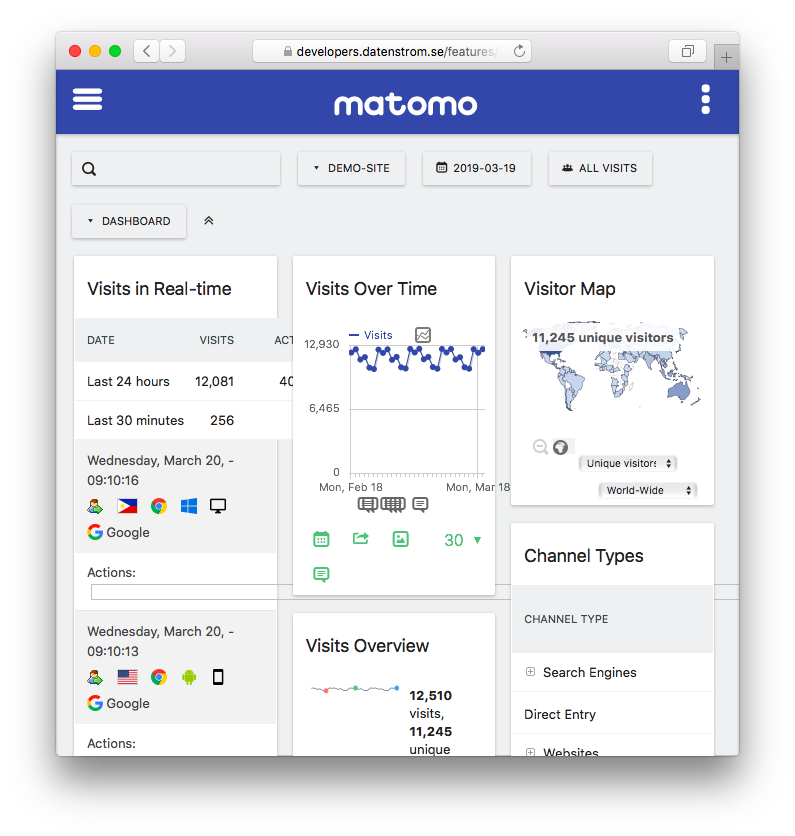 developers.datenstrom.se/features/
matomo
DEMO-SITE
2019-03-19
ALL VISITS
DASHBOARD
Visits in Real-time
DATE VISITS ACT
Last 24 hours 12,081 40
Last 30 minutes 256
Wednesday, March 20, -
09:10:16
Google
Actions:
Wednesday, March 20, -
09:10:13
Google
Actions:
Visits Over Time
Visits
12,930
6,465
0
Mon, Feb 18 Mon, Mar 18
30
Visits Overview
12,510
visits,
11,245
unique
Visitor Map
11,245 unique visitors
Unique visitors
World-Wide
Channel Types
CHANNEL TYPE
Search Engines
Direct Entry
Websites